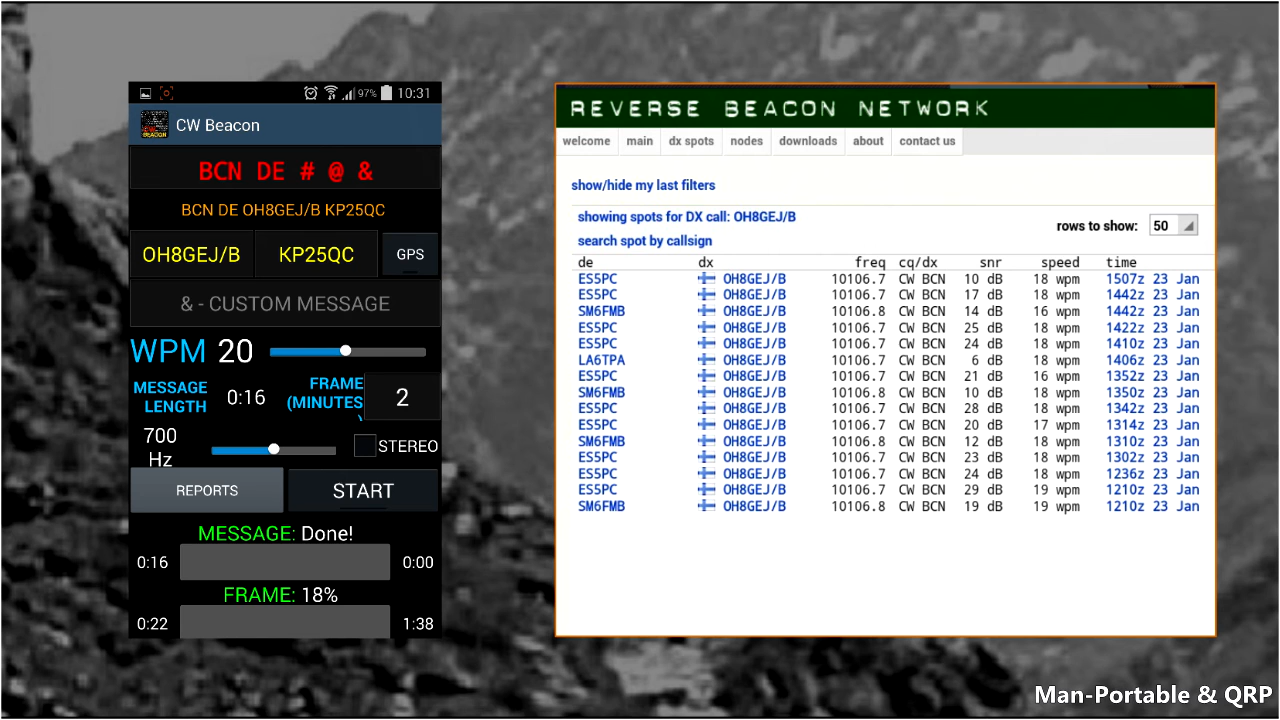 97% 10:31
CW Beacon
BCN DE # @ &
BCN DE OH8GEJ/B KP25QC
OH8GEJ/B KP25QC GPS
& - CUSTOM MESSAGE
WPM 20
MESSAGE LENGTH 0:16 FRAME (MINUTES) 2
700 Hz STEREO
REPORTS START
MESSAGE: Done!
0:16 0:00
FRAME: 18%
0:22 1:38
REVERSE BEACON NETWORK
welcome main dx spots nodes downloads about contact us
show/hide my last filters
showing spots for DX call: OH8GEJ/B
rows to show: 50
search spot by callsign
de dx freq cq/dx snr speed time
ES5PC OH8GEJ/B 10106.7 CW BCN 10 dB 18 wpm 1507z 23 Jan
ES5PC OH8GEJ/B 10106.7 CW BCN 17 dB 18 wpm 1442z 23 Jan
SM6FMB OH8GEJ/B 10106.8 CW BCN 14 dB 16 wpm 1442z 23 Jan
ES5PC OH8GEJ/B 10106.7 CW BCN 25 dB 18 wpm 1422z 23 Jan
ES5PC OH8GEJ/B 10106.7 CW BCN 24 dB 18 wpm 1410z 23 Jan
LA6TPA OH8GEJ/B 10106.7 CW BCN 6 dB 18 wpm 1406z 23 Jan
ES5PC OH8GEJ/B 10106.7 CW BCN 21 dB 16 wpm 1352z 23 Jan
SM6FMB OH8GEJ/B 10106.8 CW BCN 10 dB 18 wpm 1350z 23 Jan
ES5PC OH8GEJ/B 10106.7 CW BCN 28 dB 18 wpm 1342z 23 Jan
ES5PC OH8GEJ/B 10106.7 CW BCN 20 dB 17 wpm 1314z 23 Jan
SM6FMB OH8GEJ/B 10106.8 CW BCN 12 dB 18 wpm 1310z 23 Jan
ES5PC OH8GEJ/B 10106.7 CW BCN 23 dB 18 wpm 1302z 23 Jan
ES5PC OH8GEJ/B 10106.7 CW BCN 24 dB 18 wpm 1236z 23 Jan
ES5PC OH8GEJ/B 10106.7 CW BCN 29 dB 19 wpm 1210z 23 Jan
SM6FMB OH8GEJ/B 10106.8 CW BCN 19 dB 19 wpm 1210z 23 Jan
Man-Portable & QRP